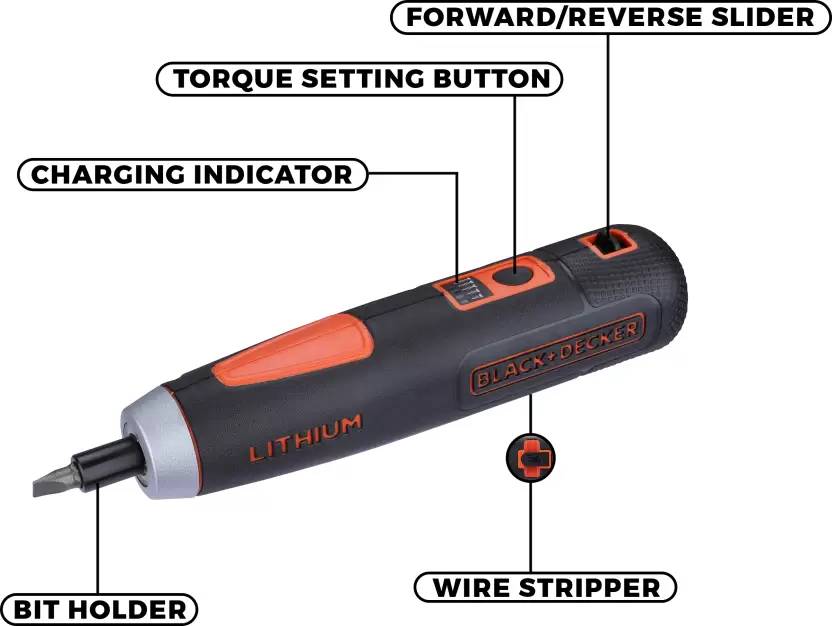 FORWARD/REVERSE SLIDER
TORQUE SETTING BUTTON
CHARGING INDICATOR
BLACK+DECKER
LITHIUM
WIRE STRIPPER
BIT HOLDER